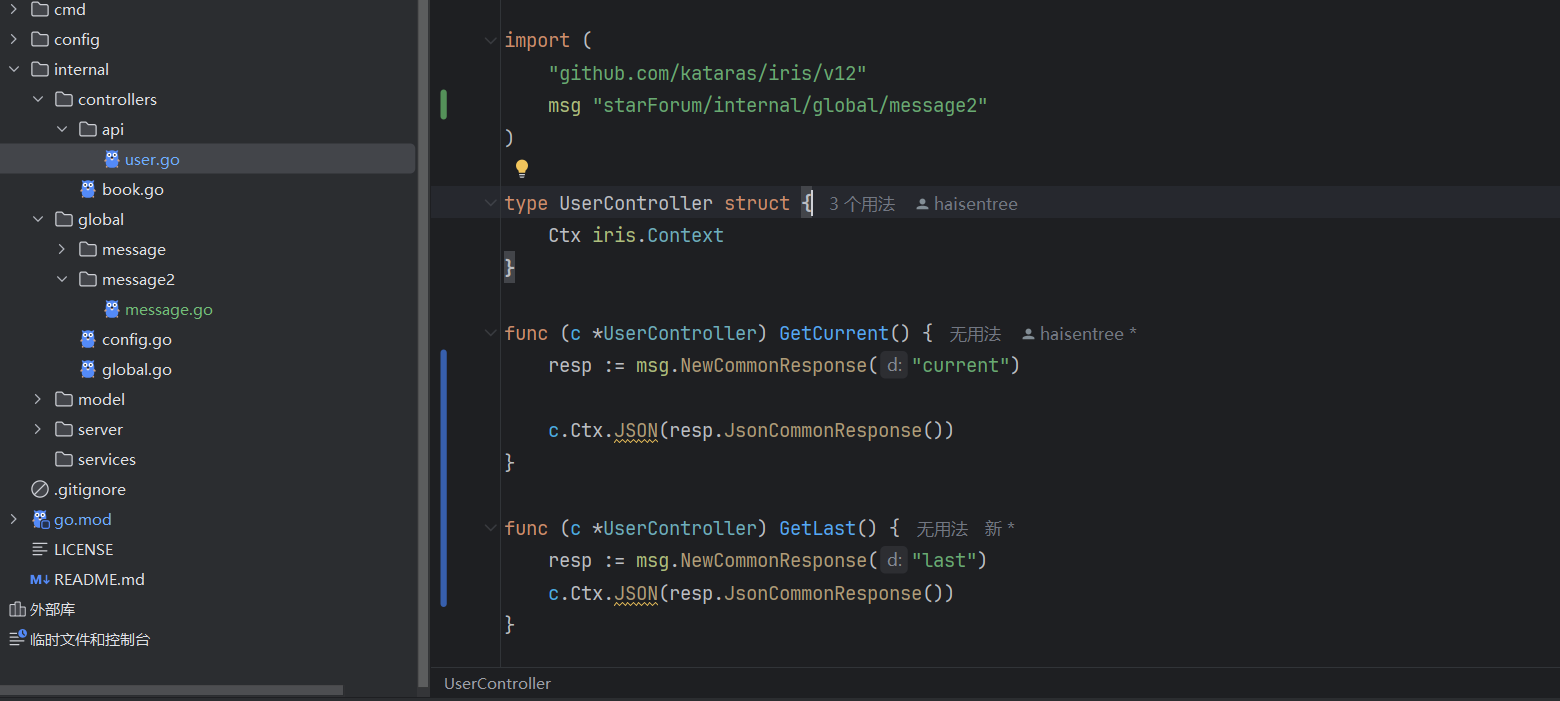 cmd
config
internal
controllers
api
user.go
book.go
global
message
message2
message.go
config.go
global.go
model
server
services
.gitignore
go.mod
LICENSE
M↓ README.md
外部库
临时文件和控制台
import (
"github.com/kataras/iris/v12"
msg "starForum/internal/global/message2"
)
type UserController struct { 3 个用法 haisentree
Ctx iris.Context
}
func (c *UserController) GetCurrent() { 无用法 haisentree *
resp := msg.NewCommonResponse( d: "current")
c.Ctx.JSON(resp.JsonCommonResponse())
}
func (c *UserController) GetLast() { 无用法 新 *
resp := msg.NewCommonResponse( d: "last")
c.Ctx.JSON(resp.JsonCommonResponse())
}
UserController